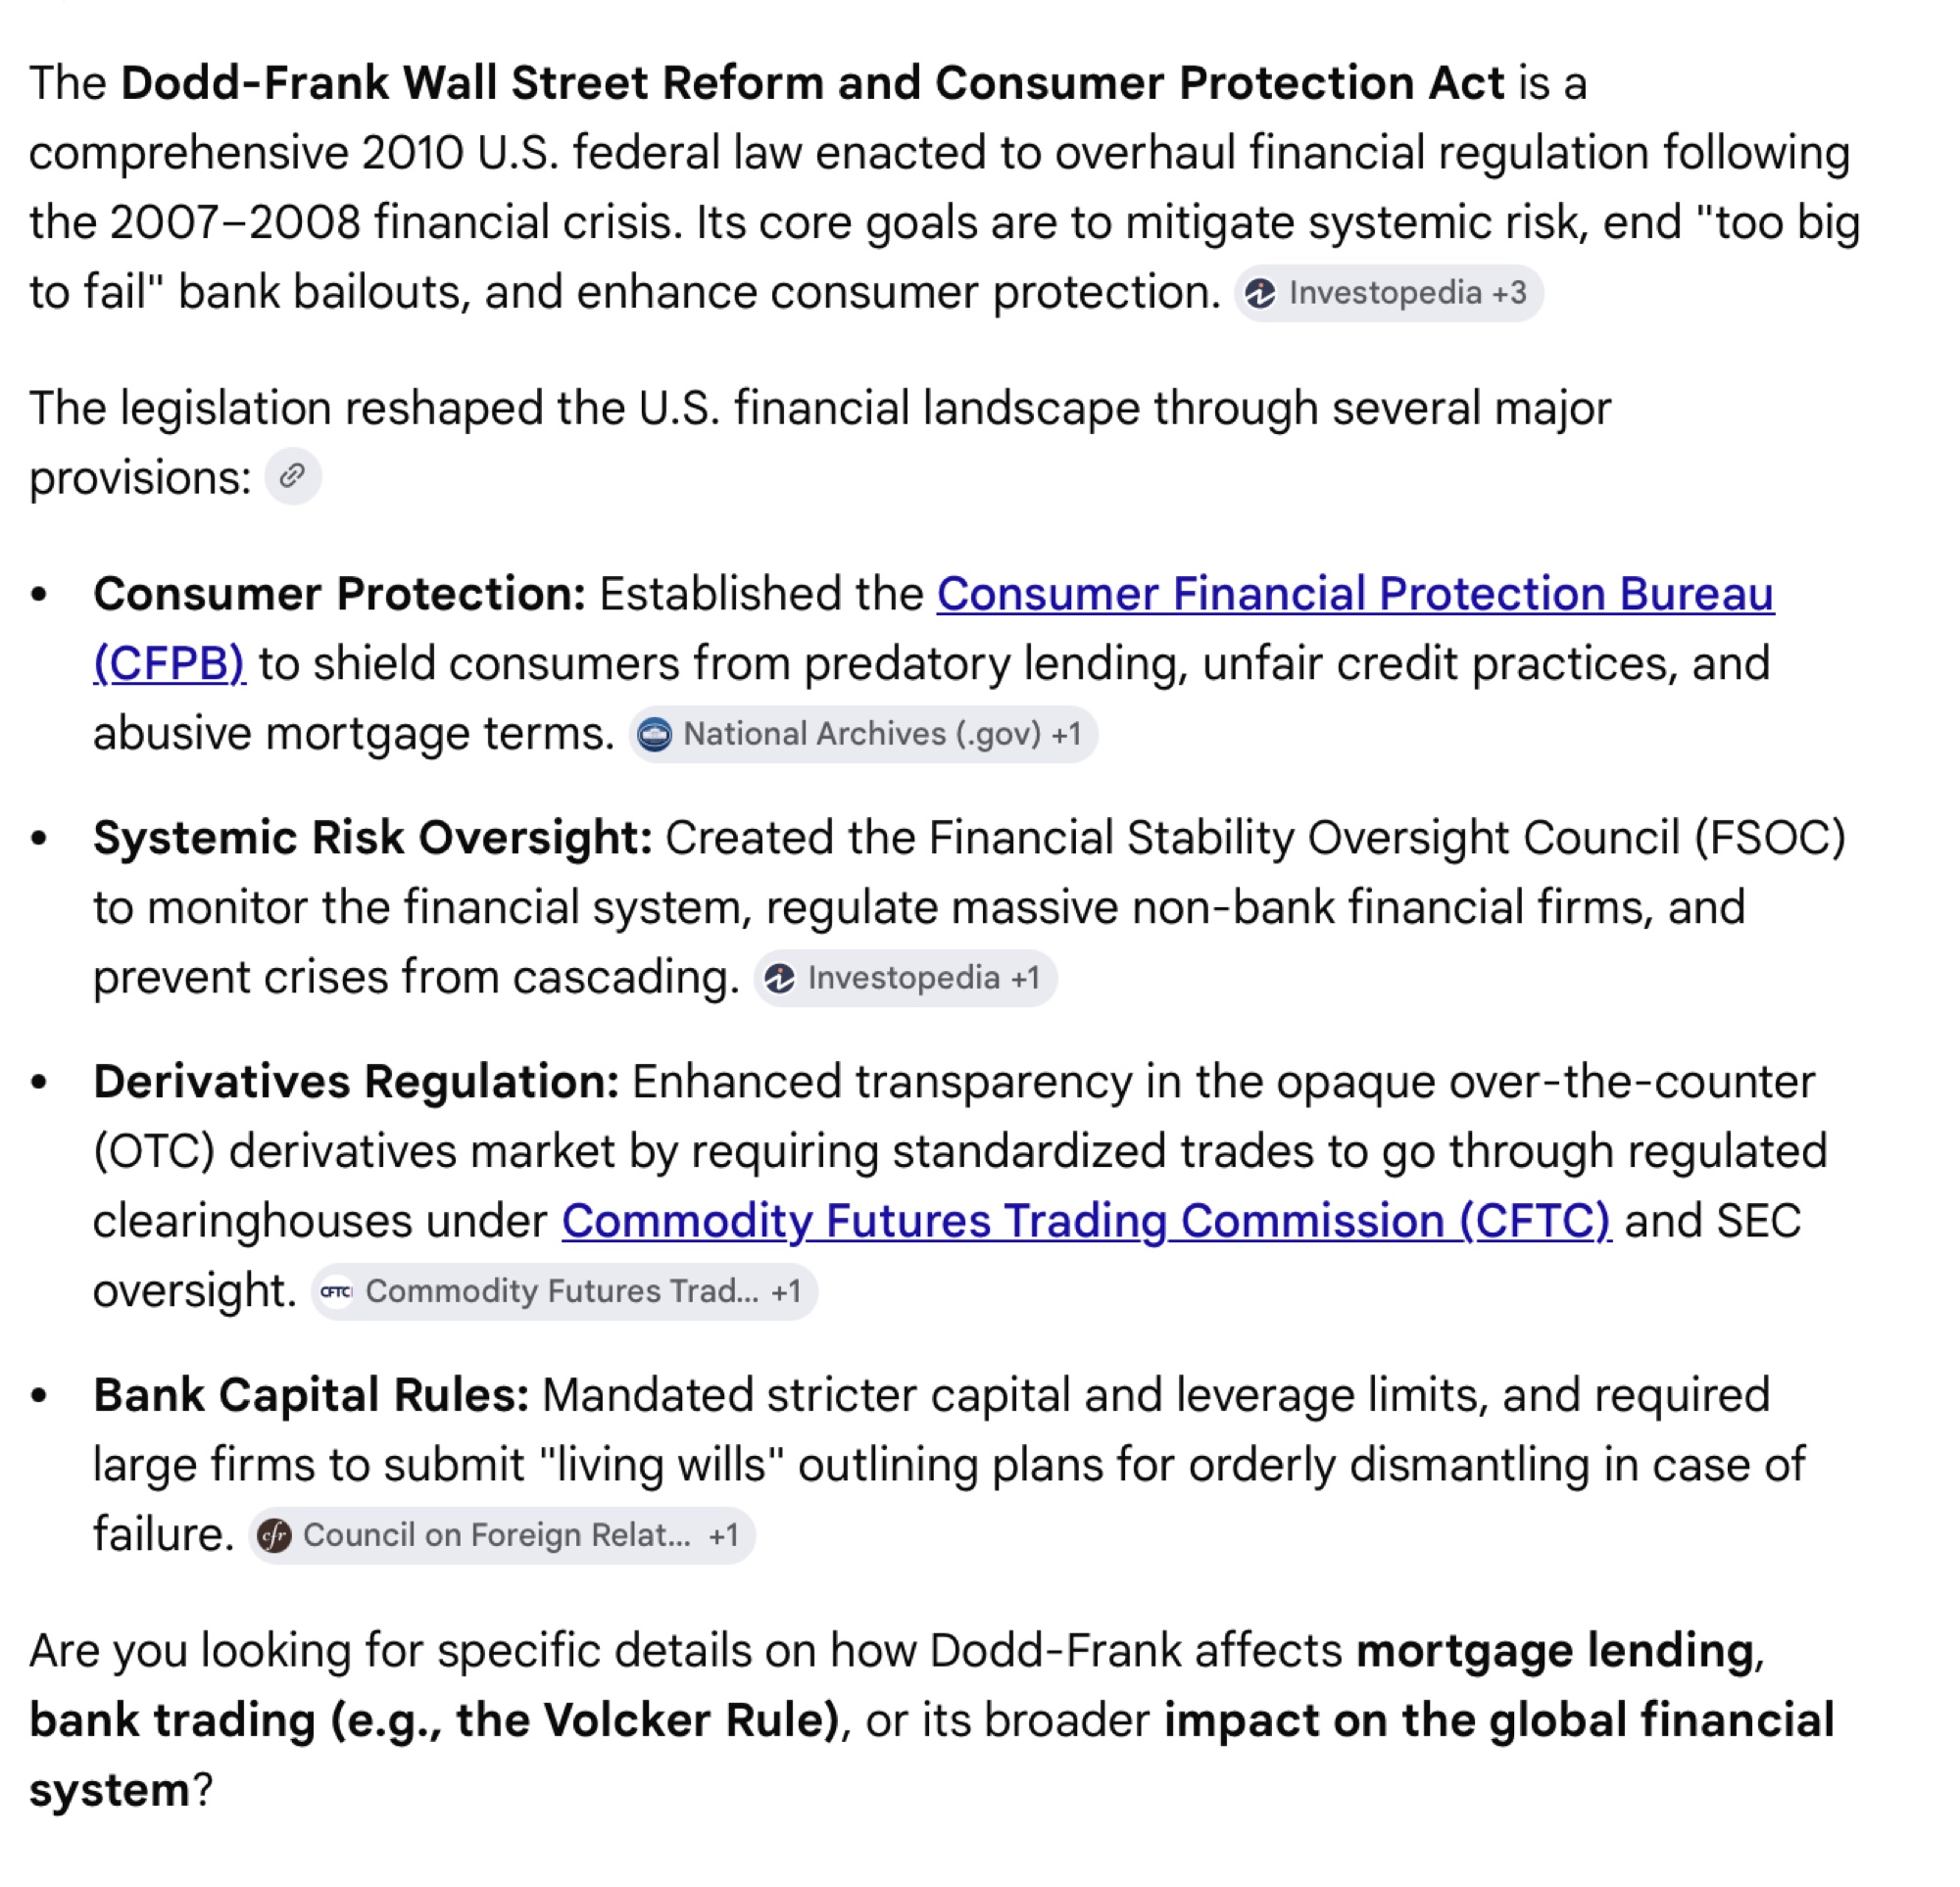 The Dodd-Frank Wall Street Reform and Consumer Protection Act is a
comprehensive 2010 U.S. federal law enacted to overhaul financial regulation following
the 2007–2008 financial crisis. Its core goals are to mitigate systemic risk, end "too big
to fail" bank bailouts, and enhance consumer protection. Investopedia +3
The legislation reshaped the U.S. financial landscape through several major
provisions:
• Consumer Protection: Established the Consumer Financial Protection Bureau
(CFPB) to shield consumers from predatory lending, unfair credit practices, and
abusive mortgage terms. National Archives (.gov) +1
• Systemic Risk Oversight: Created the Financial Stability Oversight Council (FSOC)
to monitor the financial system, regulate massive non-bank financial firms, and
prevent crises from cascading. Investopedia +1
• Derivatives Regulation: Enhanced transparency in the opaque over-the-counter
(OTC) derivatives market by requiring standardized trades to go through regulated
clearinghouses under Commodity Futures Trading Commission (CFTC) and SEC
oversight. CFTC Commodity Futures Trad... +1
• Bank Capital Rules: Mandated stricter capital and leverage limits, and required
large firms to submit "living wills" outlining plans for orderly dismantling in case of
failure. cfr Council on Foreign Relat... +1
Are you looking for specific details on how Dodd-Frank affects mortgage lending,
bank trading (e.g., the Volcker Rule), or its broader impact on the global financial
system?